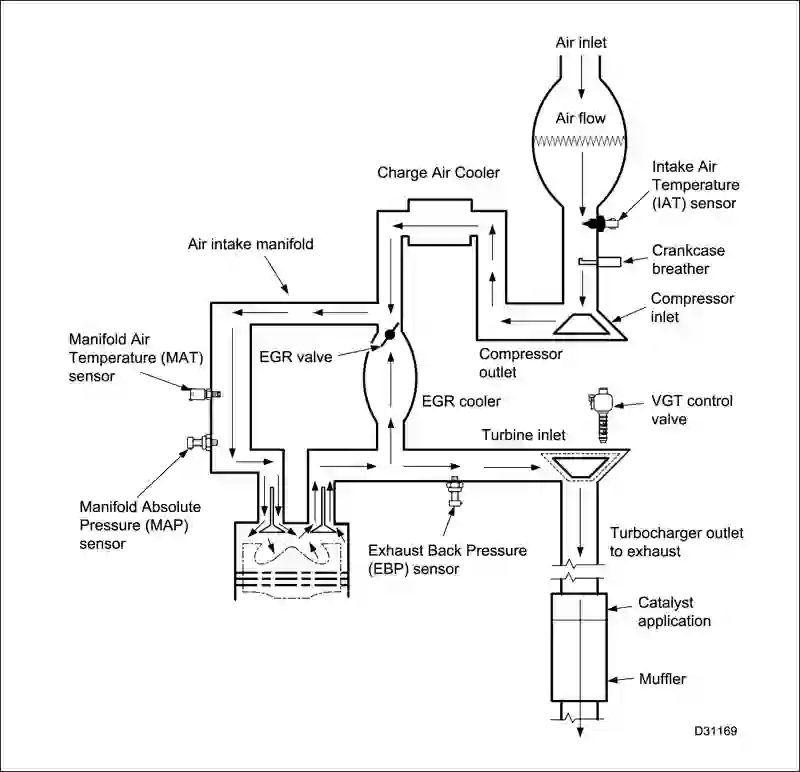 Air inlet
Air flow
Charge Air Cooler
Intake Air
Temperature
(IAT) sensor
Air intake manifold
Crankcase
breather
Compressor
inlet
Manifold Air
Temperature (MAT)
sensor
EGR valve
Compressor
outlet
EGR cooler
VGT control
valve
Turbine inlet
Manifold Absolute
Pressure (MAP)
sensor
Exhaust Back Pressure
(EBP) sensor
Turbocharger outlet
to exhaust
Catalyst
application
Muffler
D31169